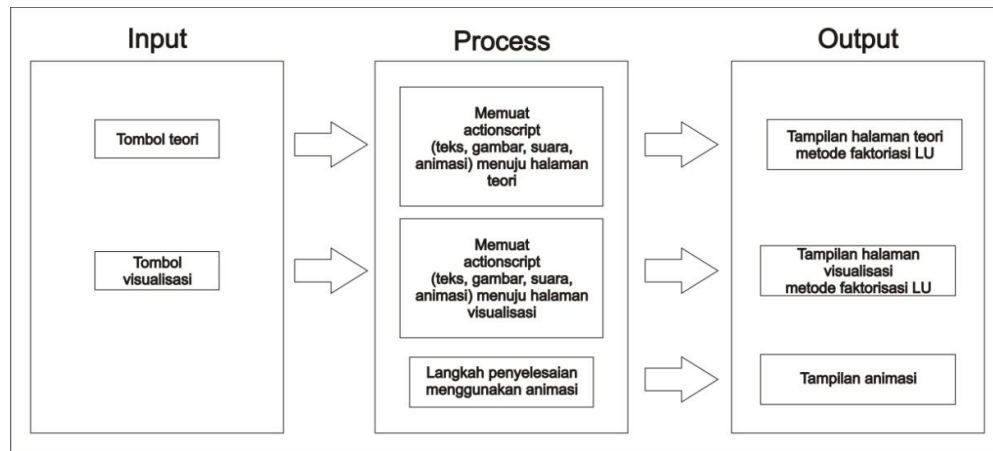 Input
Process
Output
Tombol teori
Memuat
actionscript
(teks, gambar, suara,
animasi) menuju halaman
teori
Tampilan halaman teori
metode faktoriasi LU
Tombol
visualisasi
Memuat
actionscript
(teks, gambar, suara,
animasi) menuju halaman
visualisasi
Tampilan halaman
visualisasi
metode faktorisasi LU
Langkah penyelesaian
menggunakan animasi
Tampilan animasi